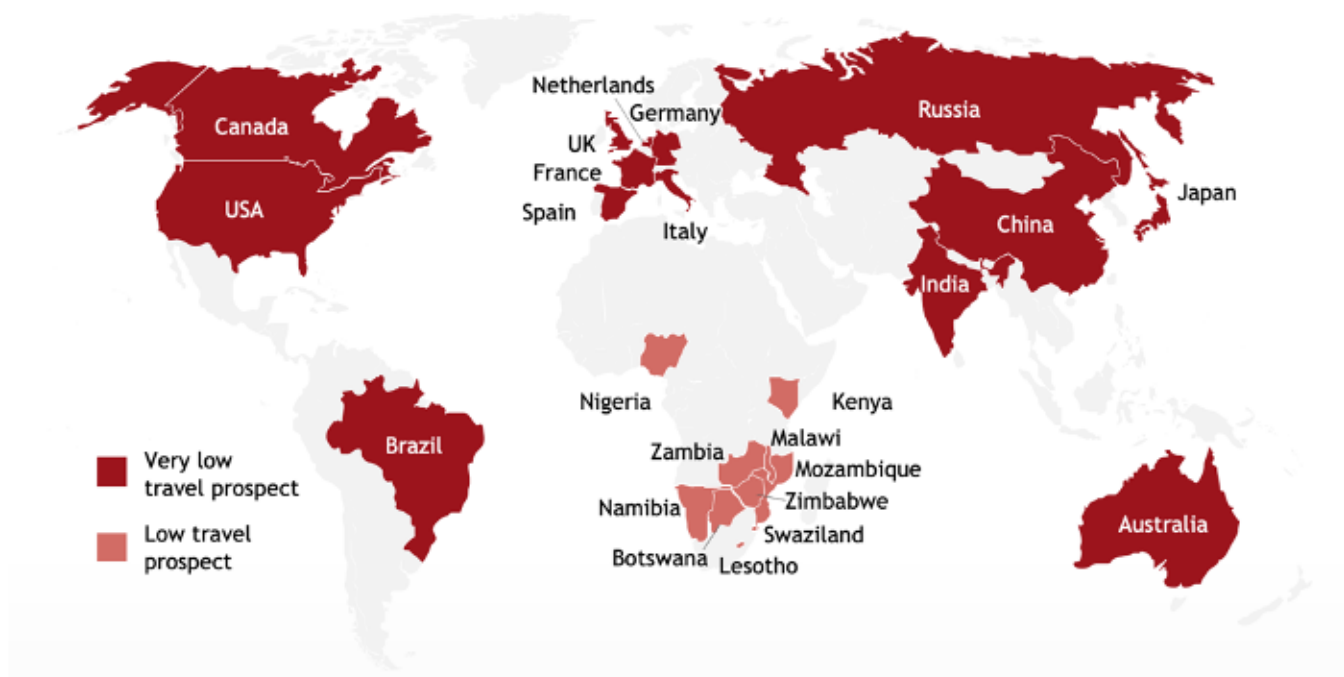 Netherlands
Germany
Russia
Canada
UK
France
Japan
USA
Spain
China
Italy
India
Nigeria
Kenya
Malawi
Brazil
Zambia
Very low
travel prospect
Mozambique
Zimbabwe
Namibia
Australia
Low travel
prospect
Swaziland
Botswana
Lesotho